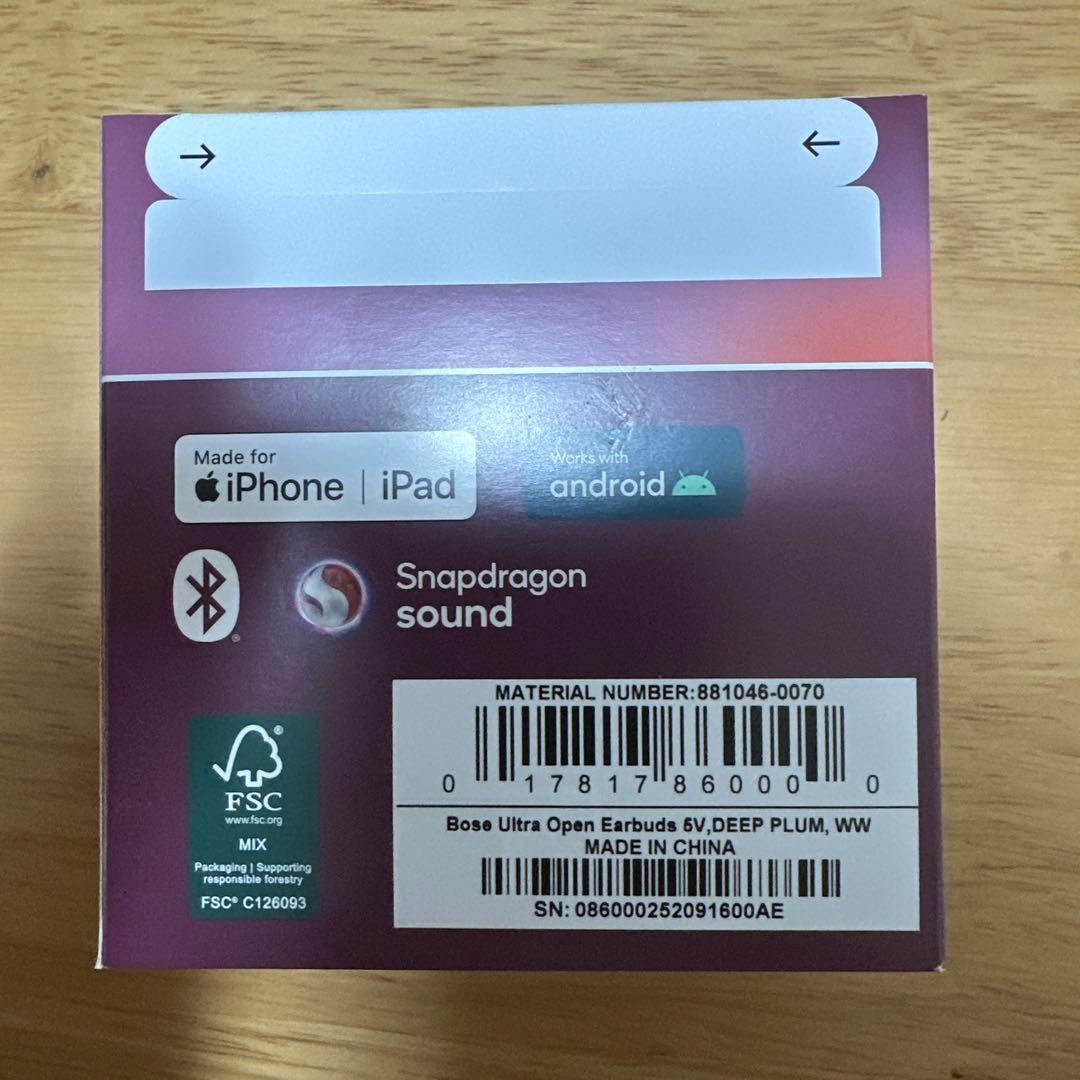 → ←
Made for
iPhone | iPad
Works with
android
Snapdragon
sound
MATERIAL NUMBER:881046-0070
0 17817 86000 0
Bose Ultra Open Earbuds 5V,DEEP PLUM, WW
MADE IN CHINA
SN: 086000252091600AE
FSC®
www.fsc.org
MIX
Packaging | Supporting
responsible forestry
FSC® C126093